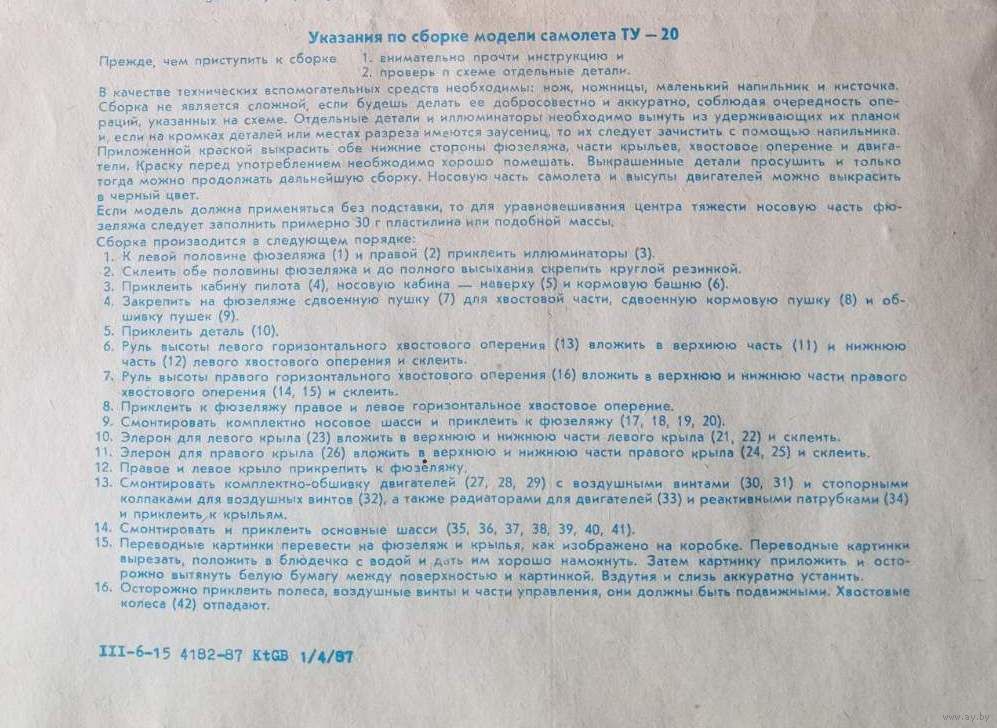 Указания по сборке модели самолета ТУ – 20
Прежде, чем приступить к сборке 1. внимательно прочти инструкцию и
2. проверь п схеме отдельные детали.
В качестве технических вспомогательных средств необходимы: нож, ножницы, маленький напильник и кисточка.
Сборка не является сложной, если будешь делать ее добросовестно и аккуратно, соблюдая очередность опе-
раций, указанных на схеме. Отдельные детали и иллюминаторы необходимо вынуть из удерживающих их планок
и, если на кромках деталей или местах разреза имеются заусениц, то их следует зачистить с помощью напильника.
Приложенной краской выкрасить обе нижние стороны фюзеляжа, части крыльев, хвостовое оперение и двига-
тели. Краску перед употреблением необходимо хорошо помешать. Выкрашенные детали просушить и только
тогда можно продолжать дальнейшую сборку. Носовую часть самолета и высупы двигателей можно выкрасить
в черный цвет.
Если модель должна применяться без подставки, то для уравновешивания центра тяжести носовую часть фю-
зеляжа следует заполнить примерно 30 г пластилина или подобной массы.
Сборка производится в следующем порядке:
1. К левой половине фюзеляжа (1) и правой (2) приклеить иллюминаторы (3).
2. Склеить обе половины фюзеляжа и до полного высыхания скрепить круглой резинкой.
3. Приклеить кабину пилота (4), носовую кабина — наверху (5) и кормовую башню (6).
4. Закрепить на фюзеляже сдвоенную пушку (7) для хвостовой части, сдвоенную кормовую пушку (8) и об-
шивку пушек (9).
5. Приклеить деталь (10).
6. Руль высоты левого горизонтального хвостового оперения (13) вложить в верхнюю часть (11) и нижнюю
часть (12) левого хвостового оперения и склеить.
7. Руль высоты правого горизонтального хвостового оперения (16) вложить в верхнюю и нижнюю части правого
хвостового оперения (14, 15) и склеить.
8. Приклеить к фюзеляжу правое и левое горизонтальное хвостовое оперение.
9. Смонтировать комплектно носовое шасси и приклеить к фюзеляжу (17, 18, 19, 20).
10. Элерон для левого крыла (23) вложить в верхнюю и нижнюю части левого крыла (21, 22) и склеить.
11. Элерон для правого крыла (26) вложить в верхнюю и нижнюю части правого крыла (24, 25) и склеить.
12. Правое и левое крыло прикрепить к фюзеляжу.
13. Смонтировать комплектно-обшивку двигателей (27, 28, 29) с воздушными винтами (30, 31) и стопорными
колпаками для воздушных винтов (32), а также радиаторами для двигателей (33) и реактивными патрубками (34)
и приклеить к крыльям.
14. Смонтировать и приклеить основные шасси (35, 36, 37, 38, 39, 40, 41).
15. Переводные картинки перевести на фюзеляж и крылья, как изображено на коробке. Переводные картинки
вырезать, положить в блюдечко с водой и дать им хорошо намокнуть. Затем картинку приложить и осто-
рожно вытянуть белую бумагу между поверхностью и картинкой. Вздутия и слизь аккуратно устанить.
16. Осторожно приклеить полеса, воздушные винты и части управления, они должны быть подвижными. Хвостовые
колеса (42) отпадают.
III-6-15 4182-87 KtGB 1/4/87
www.ay.by